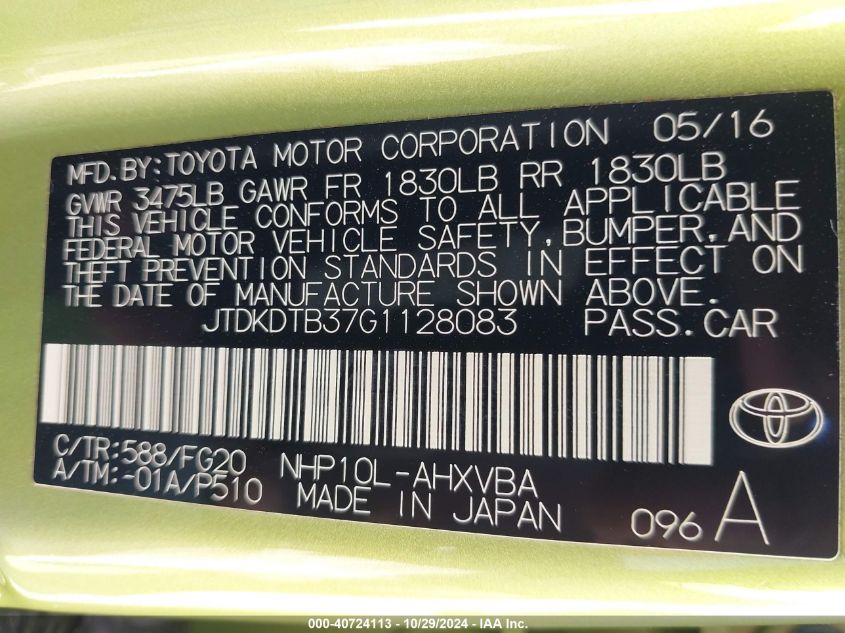 MFD.BY:TOYOTA MOTOR CORPORATION 05/16
GVWR 3475LB GAWR FR 1830LB RR 1830LB
THIS VEHICLE CONFORMS TO ALL APPLICABLE
FEDERAL MOTOR VEHICLE SAFETY,BUMPER,AND
THEFT PREVENTION STANDARDS IN EFFECT ON
THE DATE OF MANUFACTURE SHOWN ABOVE.
JTDKDTB37G1128083 PASS.CAR
C/TR:588/FG20 NHP10L-AHXVBA
A/TM:-01A/P510 MADE IN JAPAN 096 A
000-40724113 - 10/29/2024 - IAA Inc.